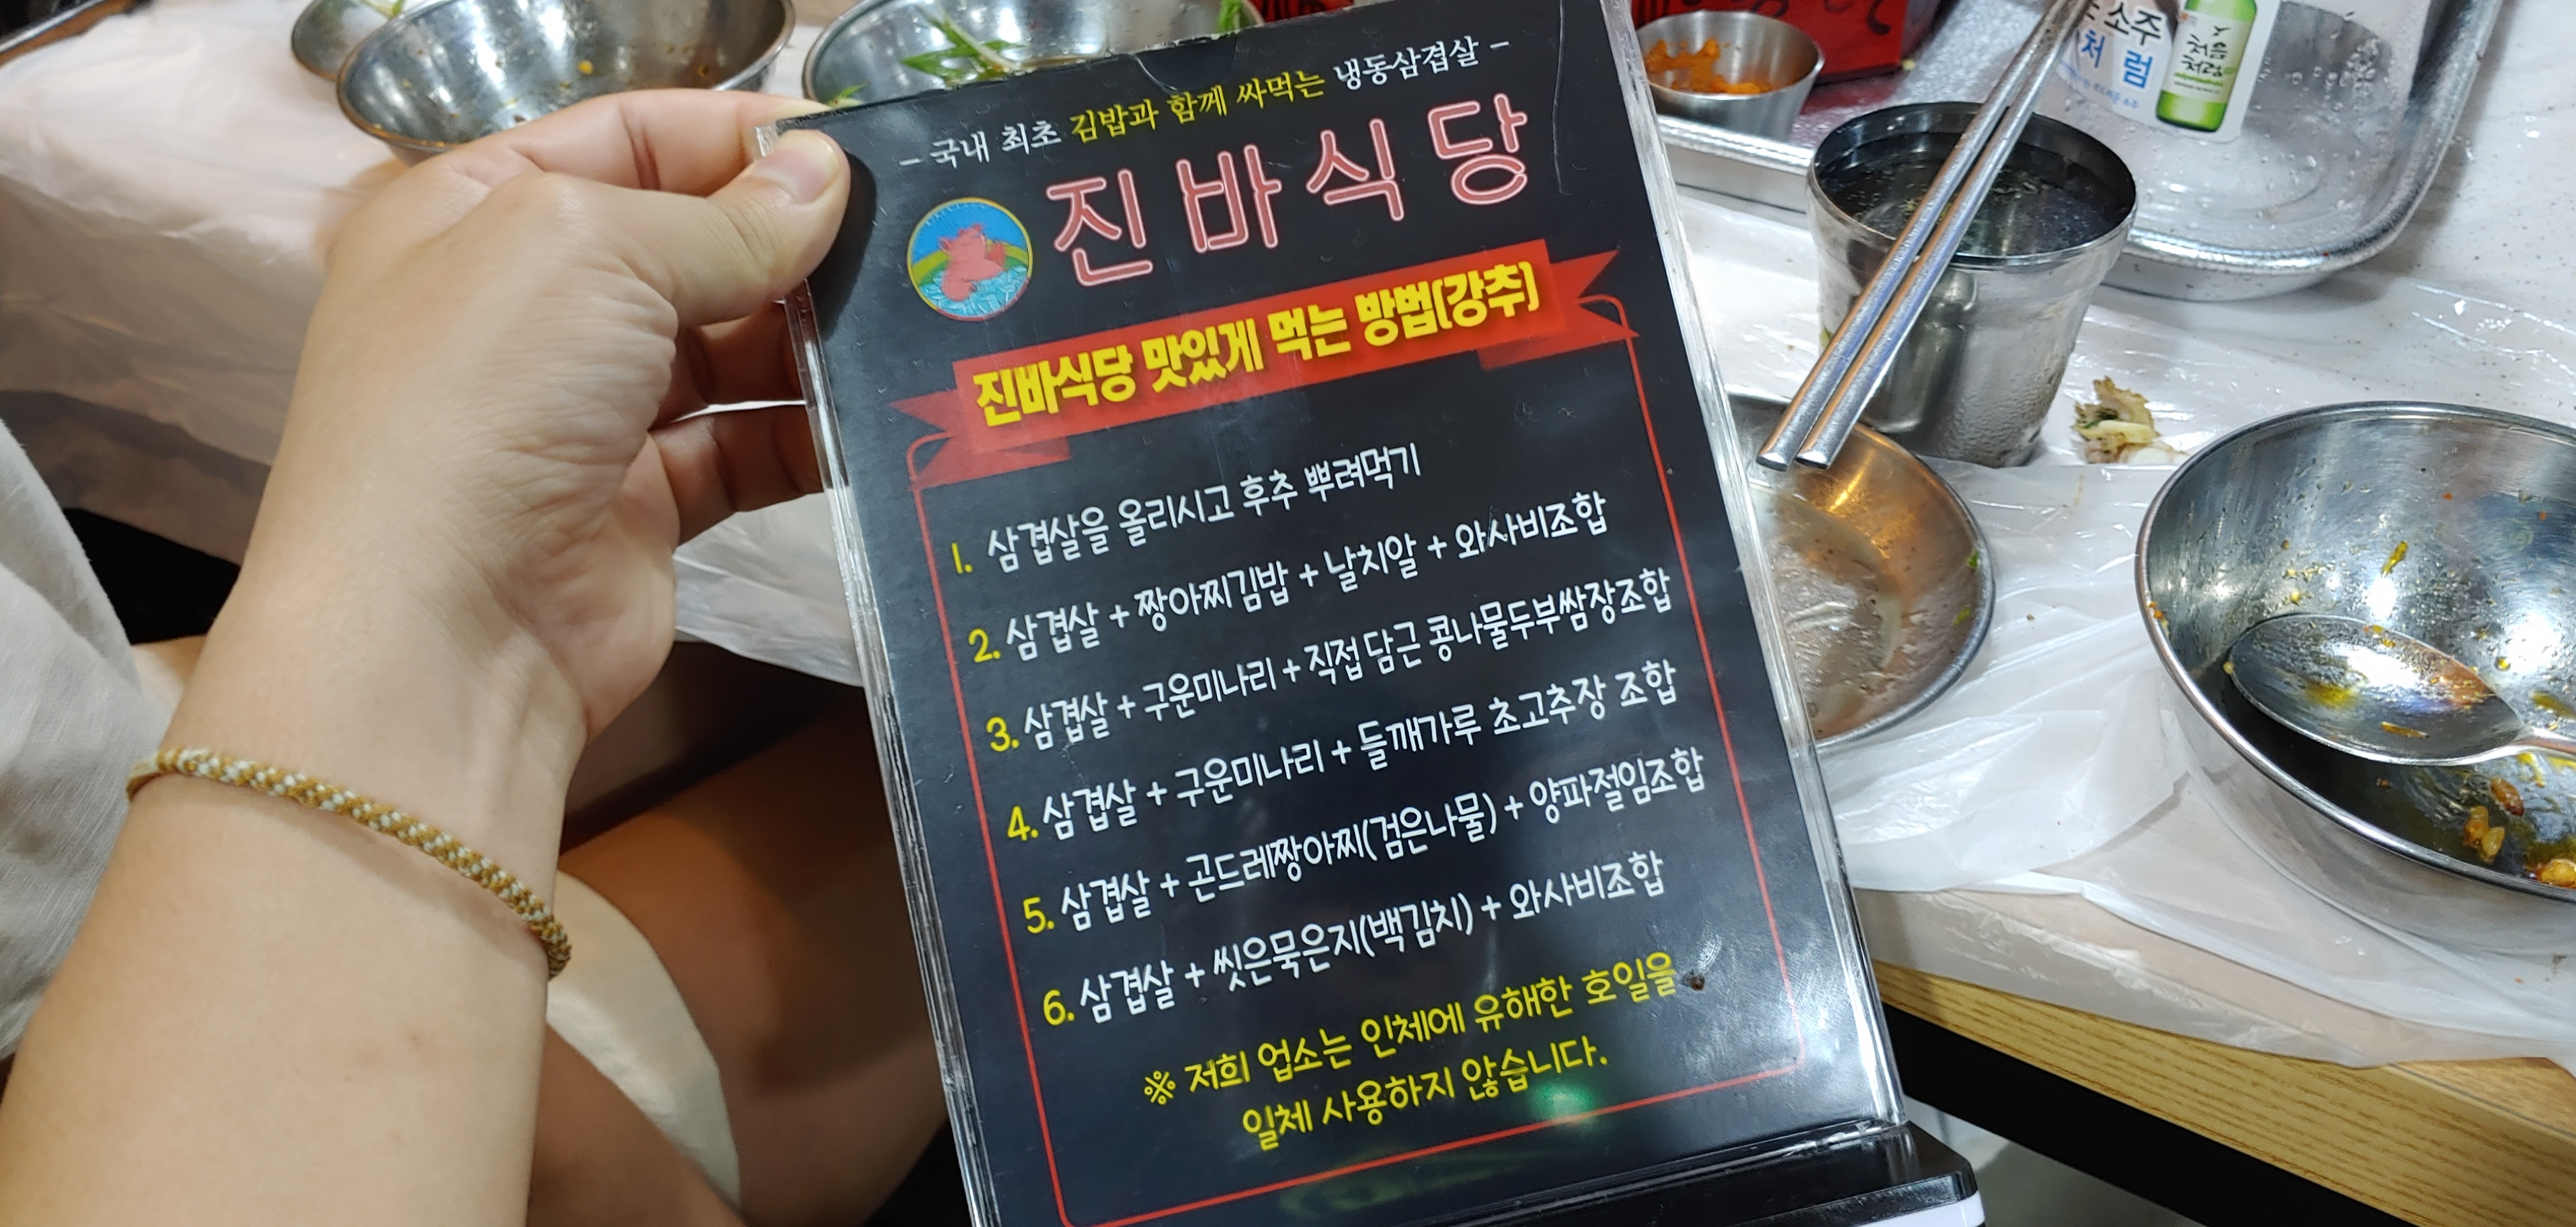 - 국내 최초 김밥과 함께 싸먹는 냉동삼겹살 -
진바식당
진바식당 맛있게 먹는 방법(강추)
1. 삼겹살을 올리시고 후추 뿌려먹기
2. 삼겹살 + 짱아찌김밥 + 날치알 + 와사비조합
3. 삼겹살 + 구운미나리 + 직접 담근 콩나물두부쌈장조합
4. 삼겹살 + 구운미나리 + 들깨가루 초고추장 조합
5. 삼겹살 + 곤드레짱아찌(검은나물) + 양파절임조합
6. 삼겹살 + 씻은묵은지(백김치) + 와사비조합
※ 저희 업소는 인체에 유해한 호일을
일체 사용하지 않습니다.
소주
처럼
처음
처럼